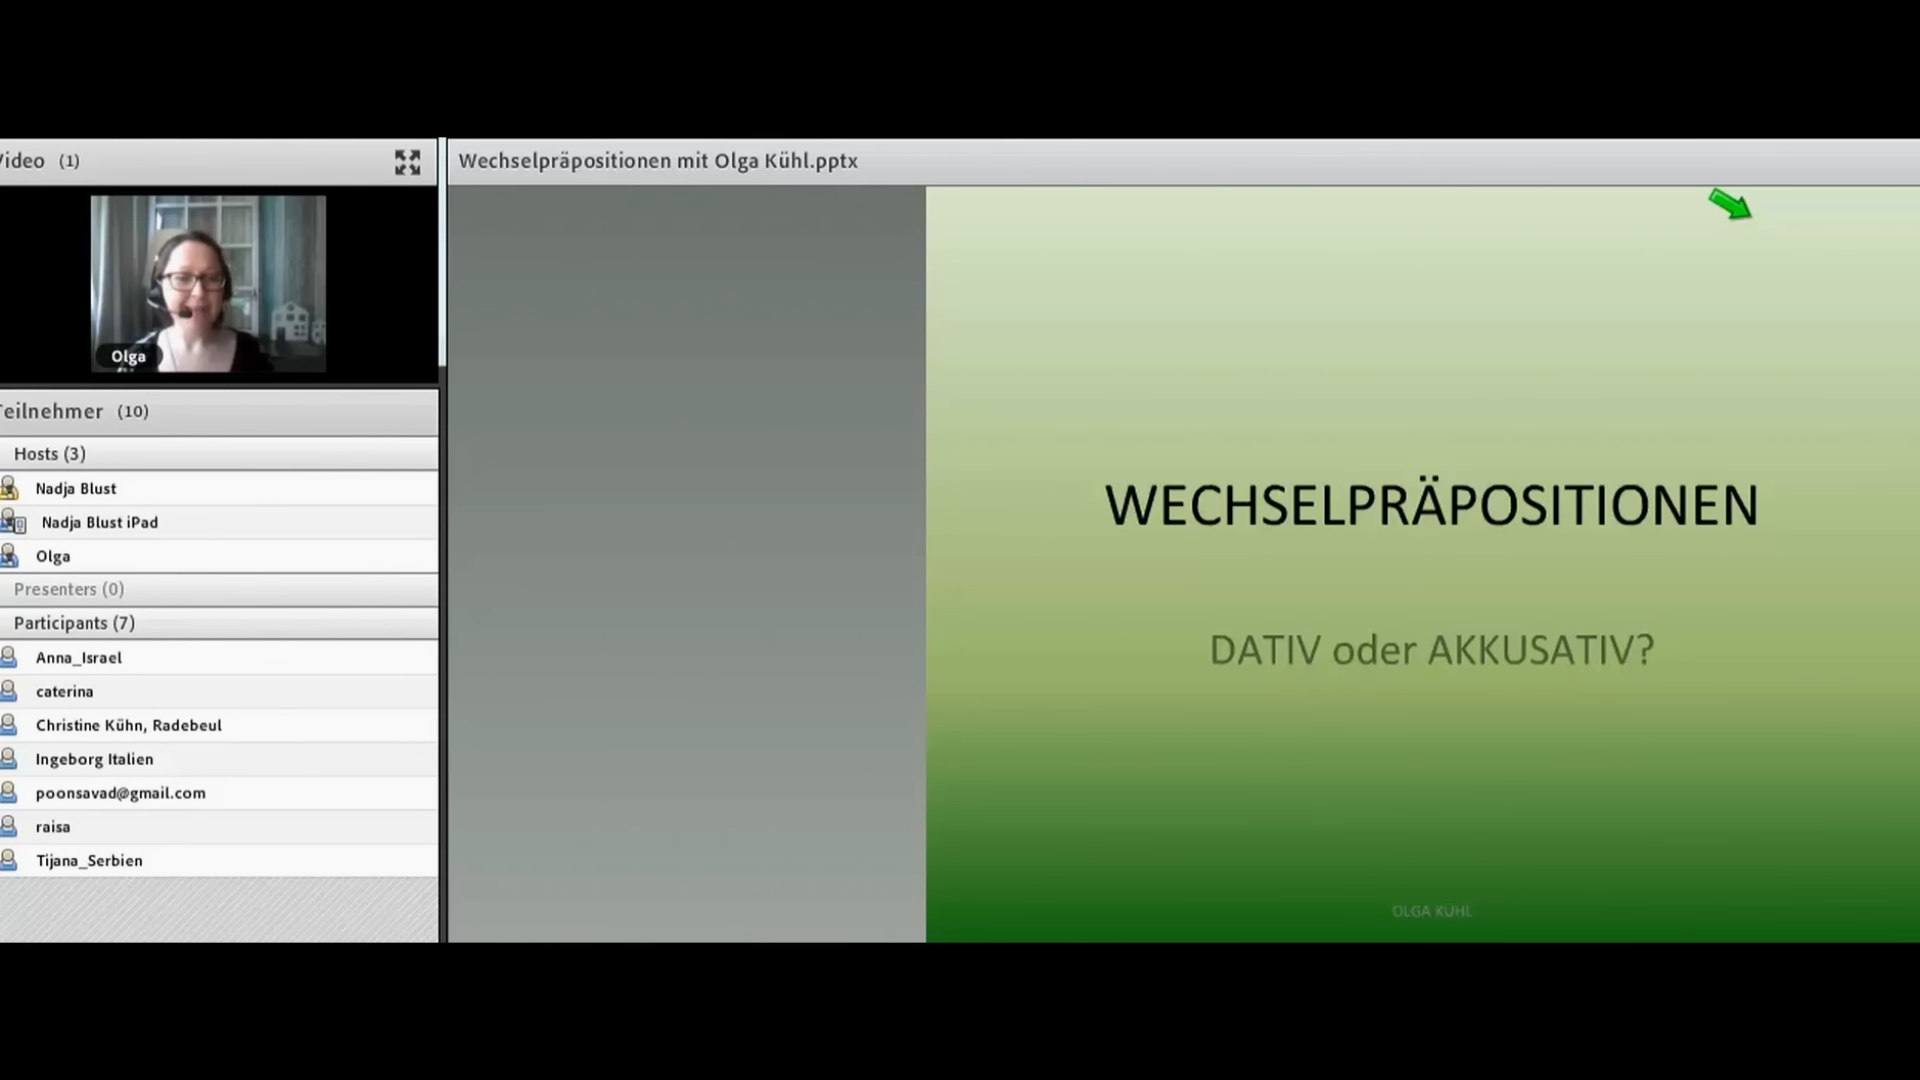 Video (1)
Olga
Teilnehmer (10)
Hosts (3)
Nadja Blust
Nadja Blust iPad
Olga
Presenters (0)
Participants (7)
Anna_Israel
caterina
Christine Kühn, Radebeul
Ingeborg Italien
poonsavad@gmail.com
raisa
Tijana_Serbien
Wechselpräpositionen mit Olga Kühl.pptx
WECHSELPRÄPOSITIONEN
DATIV oder AKKUSATIV?
OLGA KÜHL